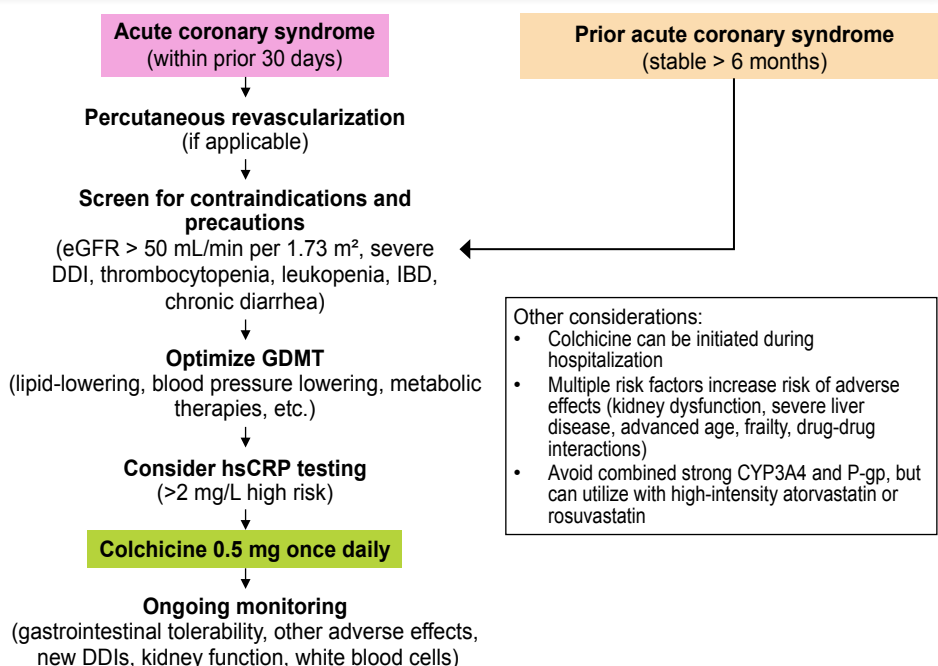 Acute coronary syndrome
(within prior 30 days)
Prior acute coronary syndrome
(stable > 6 months)
Percutaneous revascularization
(if applicable)
Screen for contraindications and
precautions
(eGFR > 50 mL/min per 1.73 m², severe
DDI, thrombocytopenia, leukopenia, IBD,
chronic diarrhea)
Optimize GDMT
(lipid-lowering, blood pressure lowering, metabolic
therapies, etc.)
Consider hsCRP testing
(>2 mg/L high risk)
Colchicine 0.5 mg once daily
Ongoing monitoring
(gastrointestinal tolerability, other adverse effects,
new DDIs, kidney function, white blood cells)
Other considerations:
• Colchicine can be initiated during
hospitalization
• Multiple risk factors increase risk of adverse
effects (kidney dysfunction, severe liver
disease, advanced age, frailty, drug-drug
interactions)
• Avoid combined strong CYP3A4 and P-gp, but
can utilize with high-intensity atorvastatin or
rosuvastatin